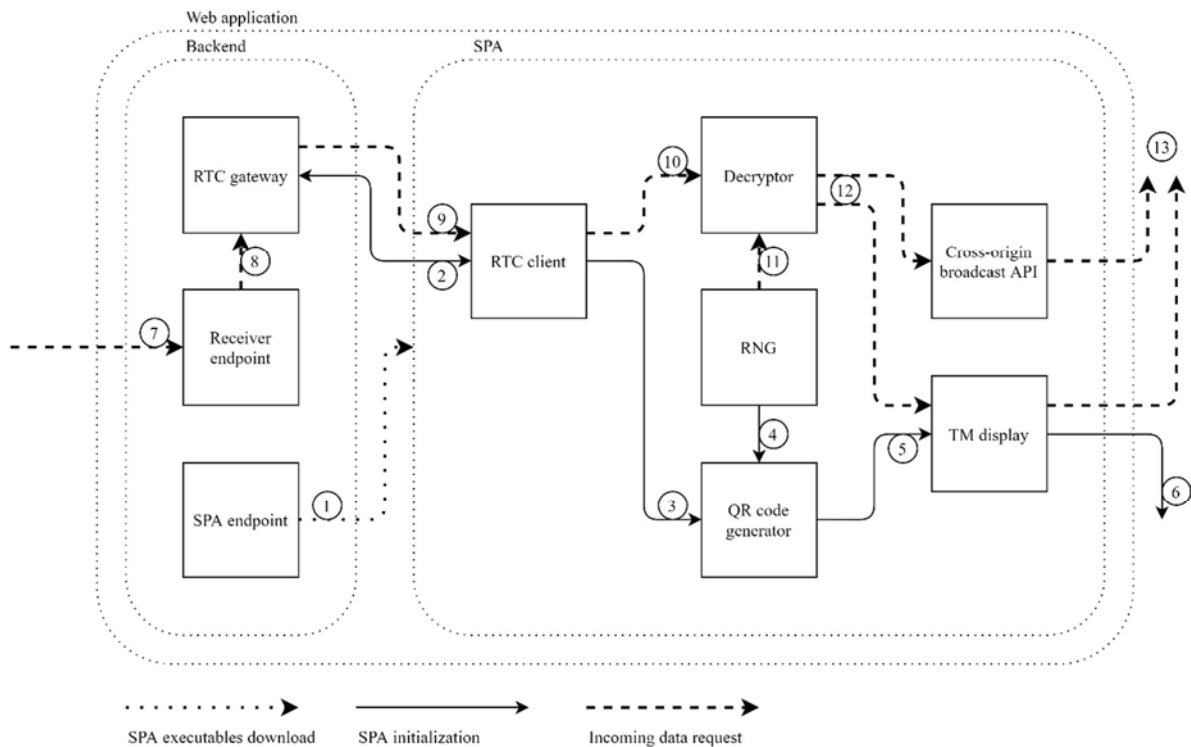 Web application
Backend
SPA
RTC gateway
Decryptor
13
10
12
9
2
RTC client
8
11
Cross-origin
broadcast API
7
Receiver
endpoint
RNG
4
TM display
5
6
1
SPA endpoint
3
QR code
generator
SPA executables download
SPA initialization
Incoming data request